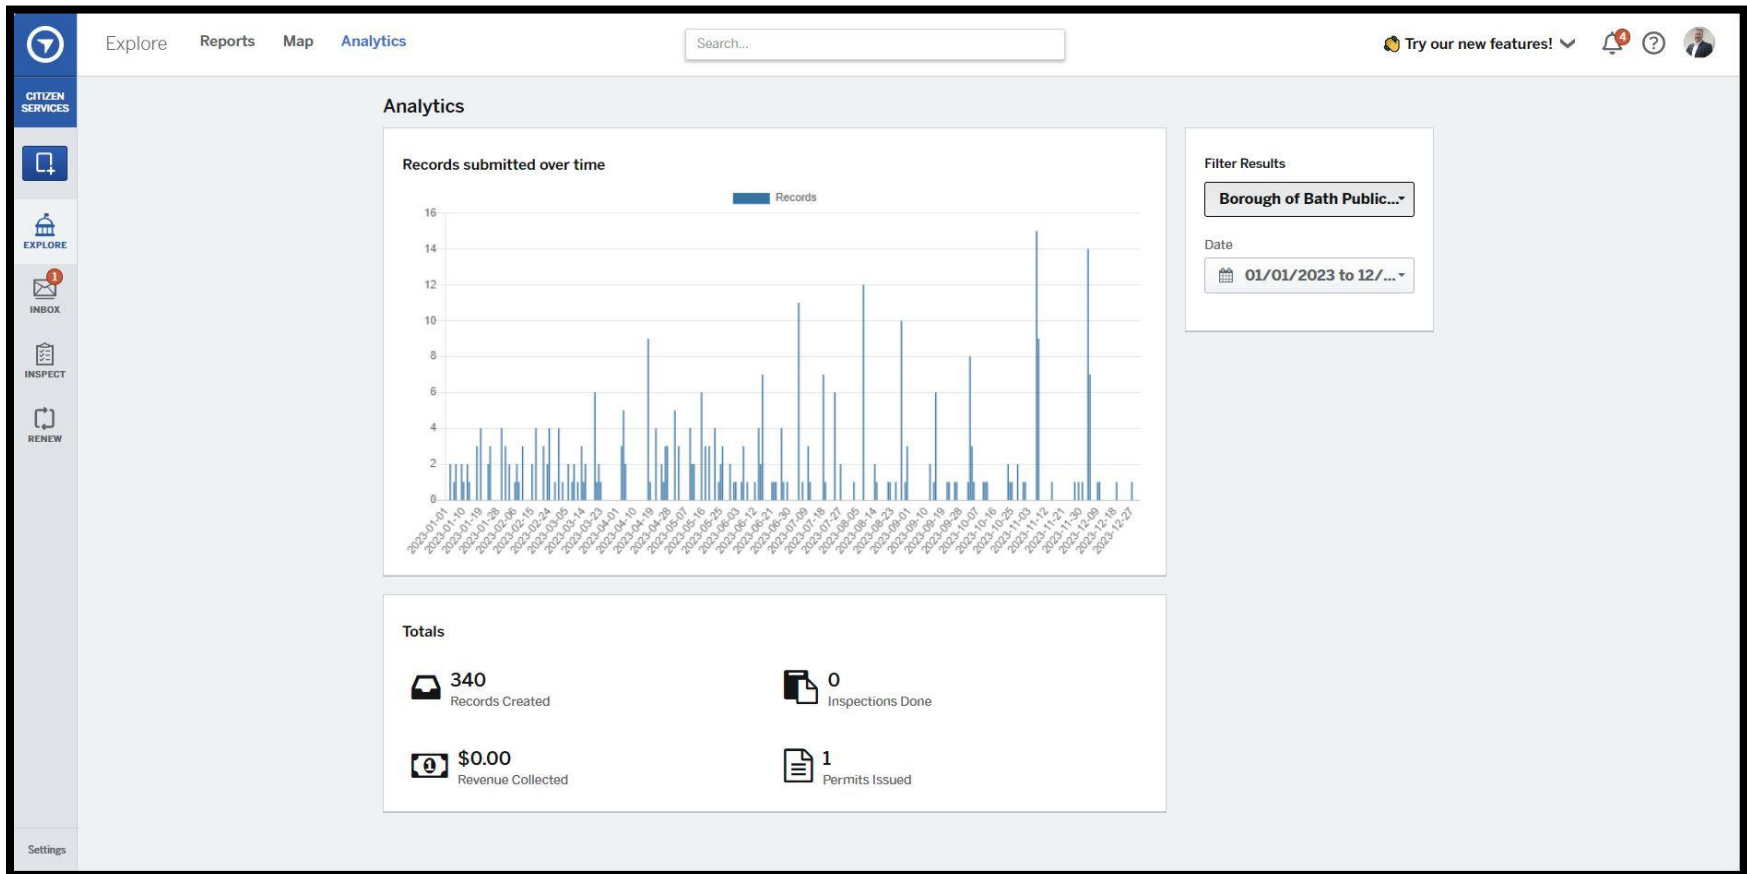 Explore
Reports
Map
Analytics
Search...
Try our new features!
4
CITIZEN
SERVICES
EXPLORE
1
INBOX
INSPECT
RENEW
Settings
Analytics
Records submitted over time
Records
16
14
12
10
8
6
4
2
0
2023-01-01
2023-01-10
2023-01-19
2023-01-28
2023-02-06
2023-02-15
2023-02-24
2023-03-05
2023-03-14
2023-03-23
2023-04-01
2023-04-10
2023-04-19
2023-04-28
2023-05-07
2023-05-16
2023-05-25
2023-06-03
2023-06-12
2023-06-21
2023-06-30
2023-07-09
2023-07-18
2023-07-27
2023-08-05
2023-08-14
2023-08-23
2023-09-01
2023-09-10
2023-09-19
2023-09-28
2023-10-07
2023-10-16
2023-10-25
2023-11-03
2023-11-12
2023-11-21
2023-11-30
2023-12-09
2023-12-18
2023-12-27
Filter Results
Borough of Bath Public...
Date
01/01/2023 to 12/...
Totals
340
Records Created
0
Inspections Done
$0.00
Revenue Collected
1
Permits Issued